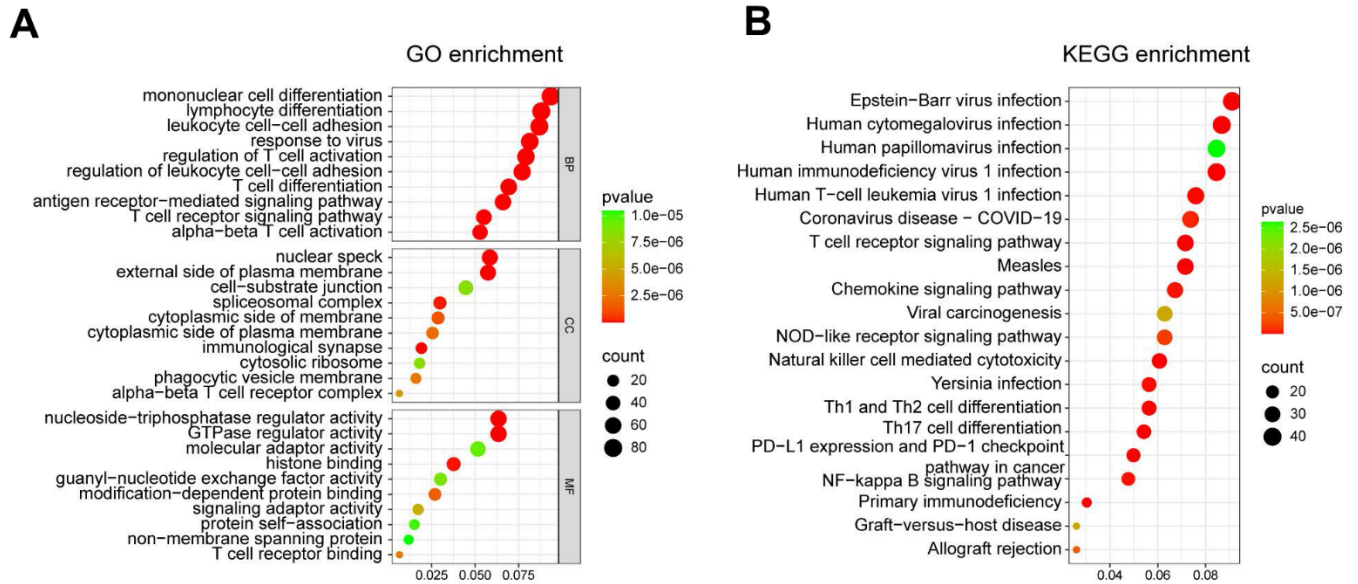 A
GO enrichment
mononuclear cell differentiation
lymphocyte differentiation
leukocyte cell−cell adhesion
response to virus
regulation of T cell activation
regulation of leukocyte cell−cell adhesion
T cell differentiation
antigen receptor−mediated signaling pathway
T cell receptor signaling pathway
alpha−beta T cell activation
BP
nuclear speck
external side of plasma membrane
cell−substrate junction
spliceosomal complex
cytoplasmic side of membrane
cytoplasmic side of plasma membrane
immunological synapse
cytosolic ribosome
phagocytic vesicle membrane
alpha−beta T cell receptor complex
CC
nucleoside−triphosphatase regulator activity
GTPase regulator activity
molecular adaptor activity
histone binding
guanyl−nucleotide exchange factor activity
modification−dependent protein binding
signaling adaptor activity
protein self−association
non−membrane spanning protein
T cell receptor binding
MF
0.025 0.050 0.075
pvalue
1.0e−05
7.5e−06
5.0e−06
2.5e−06
count
20
40
60
80
B
KEGG enrichment
Epstein−Barr virus infection
Human cytomegalovirus infection
Human papillomavirus infection
Human immunodeficiency virus 1 infection
Human T−cell leukemia virus 1 infection
Coronavirus disease − COVID−19
T cell receptor signaling pathway
Measles
Chemokine signaling pathway
Viral carcinogenesis
NOD−like receptor signaling pathway
Natural killer cell mediated cytotoxicity
Yersinia infection
Th1 and Th2 cell differentiation
Th17 cell differentiation
PD−L1 expression and PD−1 checkpoint
pathway in cancer
NF−kappa B signaling pathway
Primary immunodeficiency
Graft−versus−host disease
Allograft rejection
0.04 0.06 0.08
pvalue
2.5e−06
2.0e−06
1.5e−06
1.0e−06
5.0e−07
count
20
30
40